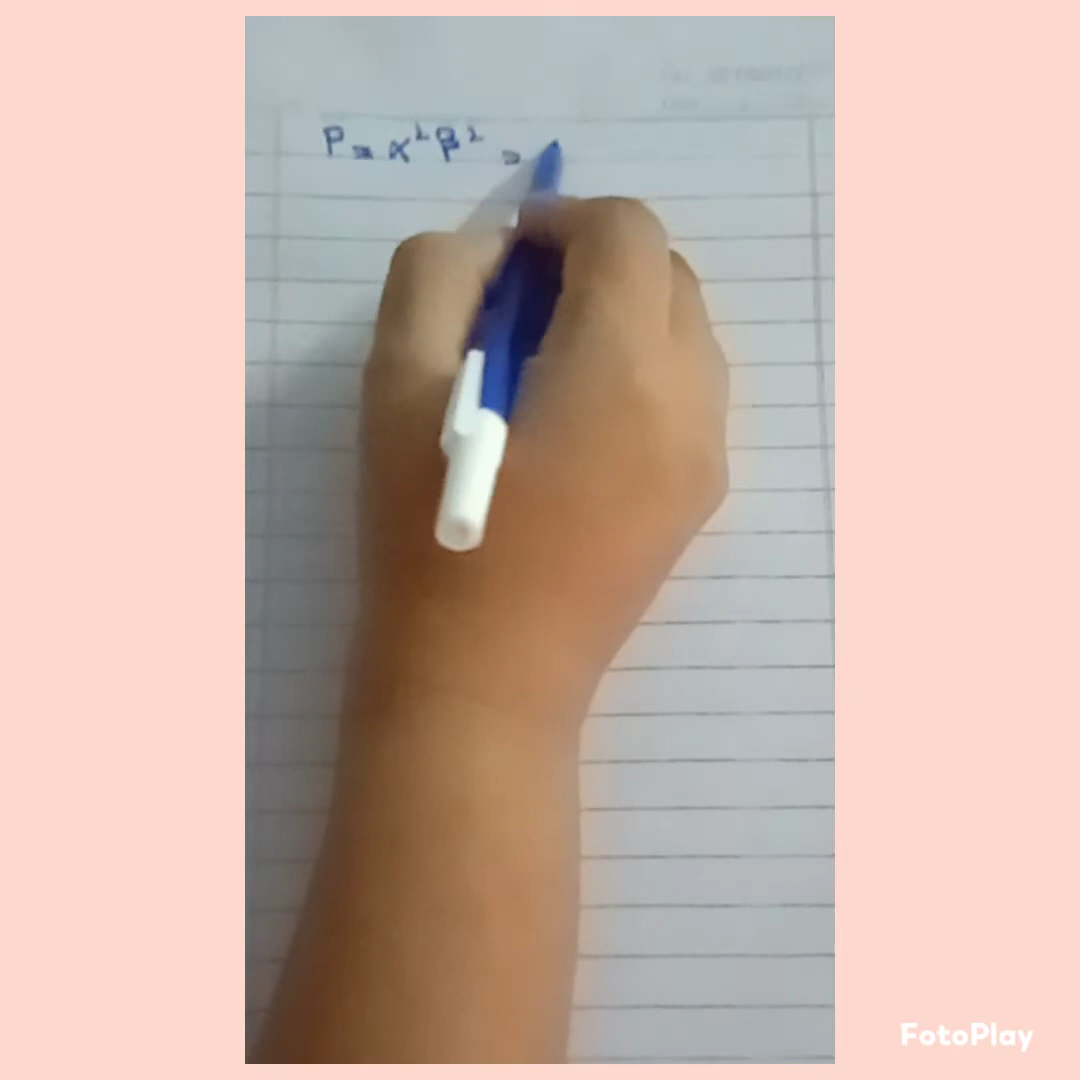 P = α²β² =
FotoPlay